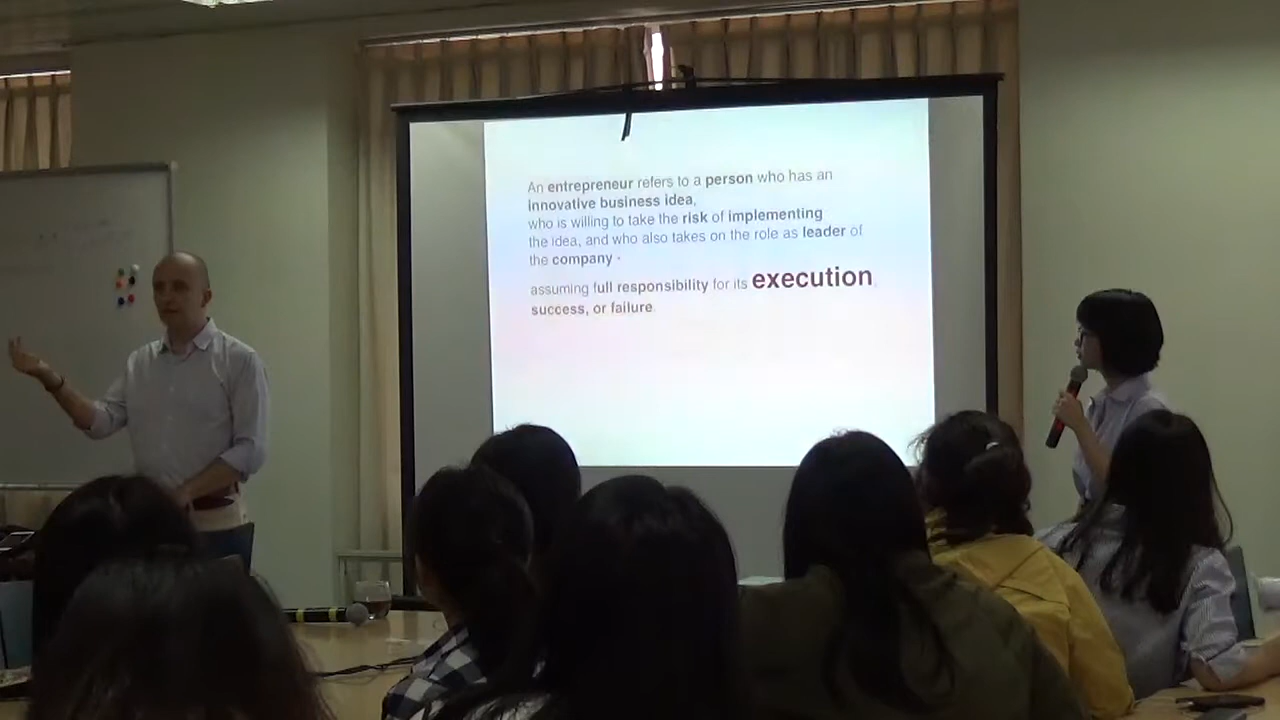 An entrepreneur refers to a person who has an
innovative business idea,
who is willing to take the risk of implementing
the idea, and who also takes on the role as leader of
the company -
assuming full responsibility for its execution,
success, or failure